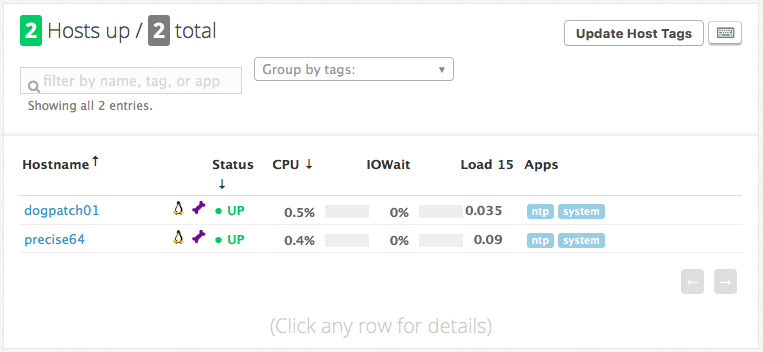 2 Hosts up / 2 total
Update Host Tags
filter by name, tag, or app
Group by tags:
Showing all 2 entries.
Hostname↑ Status ↓ CPU ↓ IOWait Load 15 Apps
dogpatch01 UP 0.5% 0% 0.035 ntp system
precise64 UP 0.4% 0% 0.09 ntp system
← →
(Click any row for details)